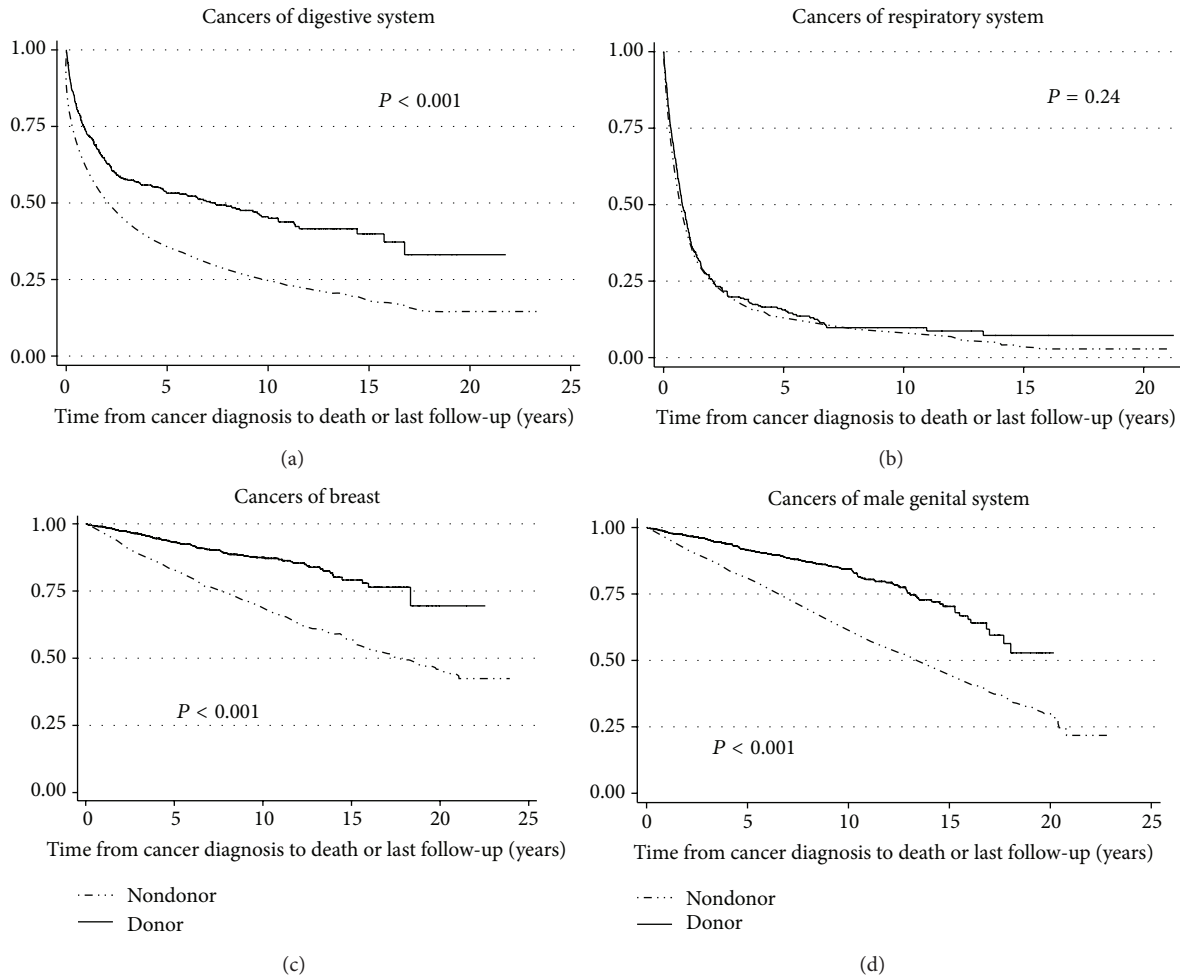 Cancers of digestive system
1.00
0.75
0.50
0.25
0.00
P < 0.001
0 5 10 15 20 25
Time from cancer diagnosis to death or last follow-up (years)
(a)
Cancers of respiratory system
1.00
0.75
0.50
0.25
0.00
P = 0.24
0 5 10 15 20
Time from cancer diagnosis to death or last follow-up (years)
(b)
Cancers of breast
1.00
0.75
0.50
0.25
0.00
P < 0.001
0 5 10 15 20 25
Time from cancer diagnosis to death or last follow-up (years)
Nondonor
Donor
(c)
Cancers of male genital system
1.00
0.75
0.50
0.25
0.00
P < 0.001
0 5 10 15 20 25
Time from cancer diagnosis to death or last follow-up (years)
Nondonor
Donor
(d)